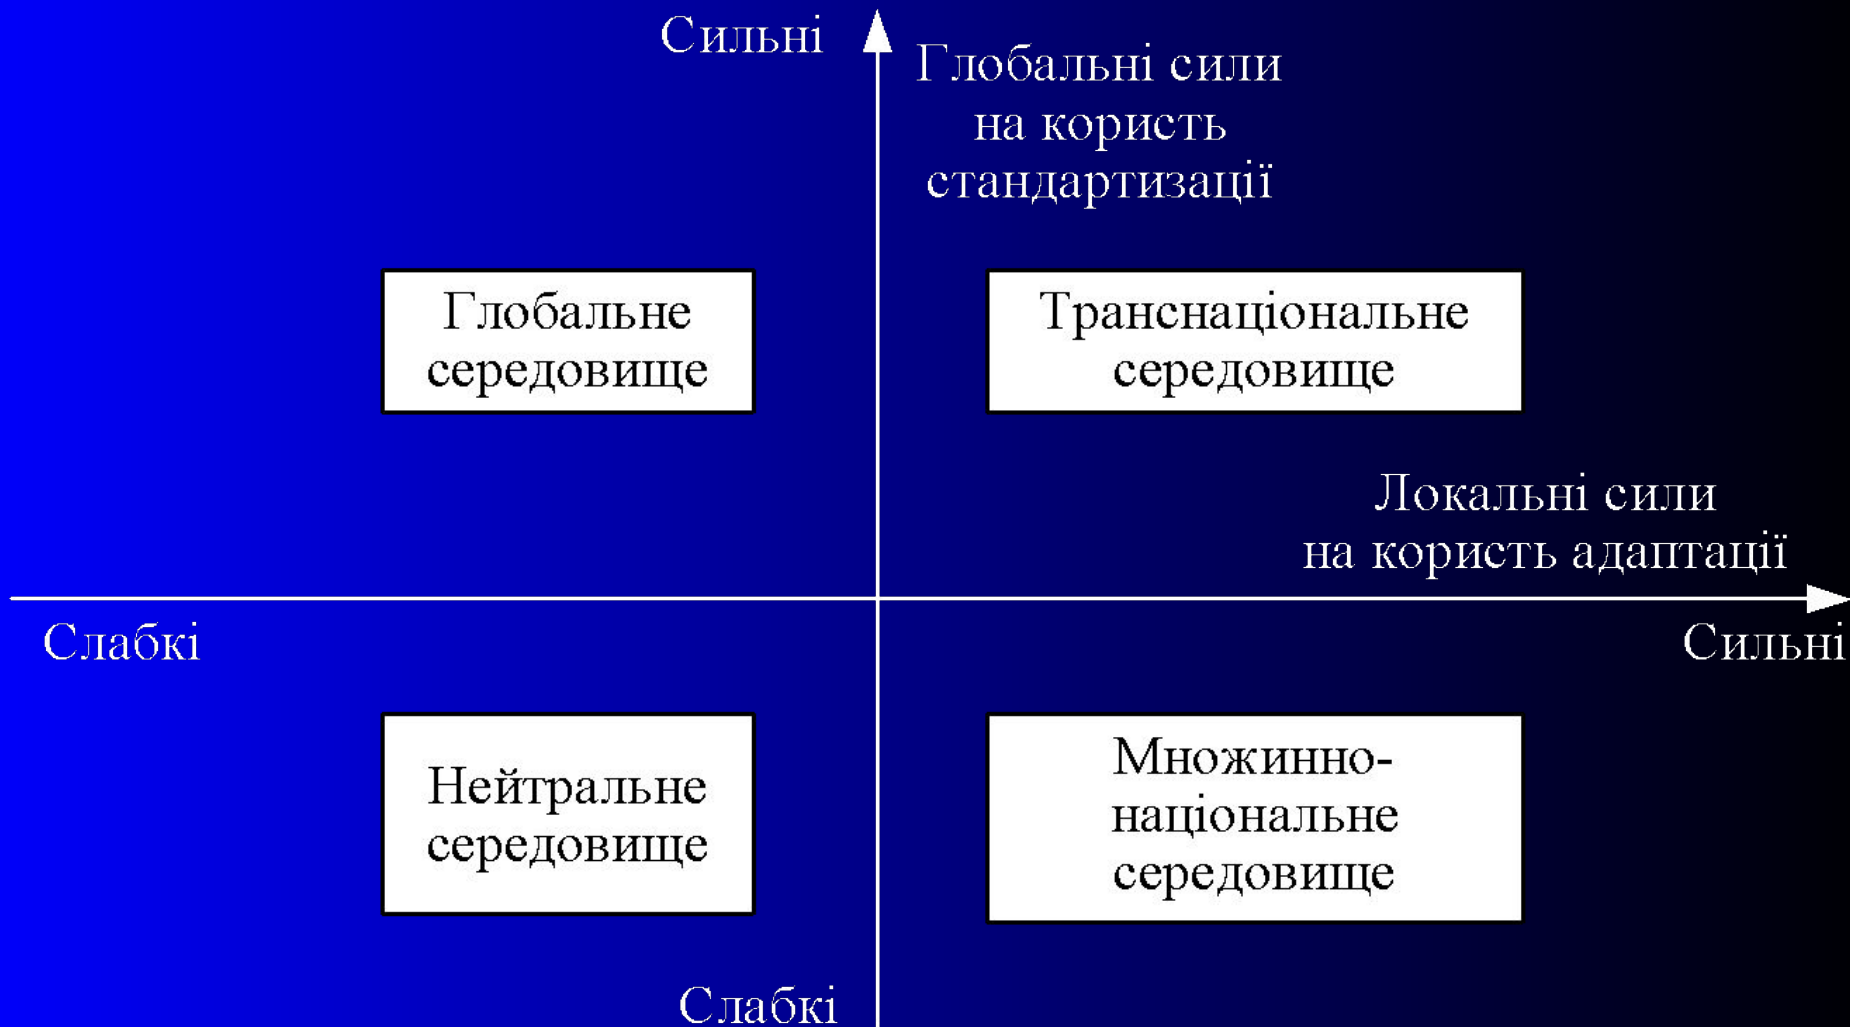 Сильні
Глобальні сили
на користь
стандартизації
Глобальне
середовище
Транснаціональне
середовище
Локальні сили
на користь адаптації
Слабкі
Сильні
Нейтральне
середовище
Множинно-
національне
середовище
Слабкі